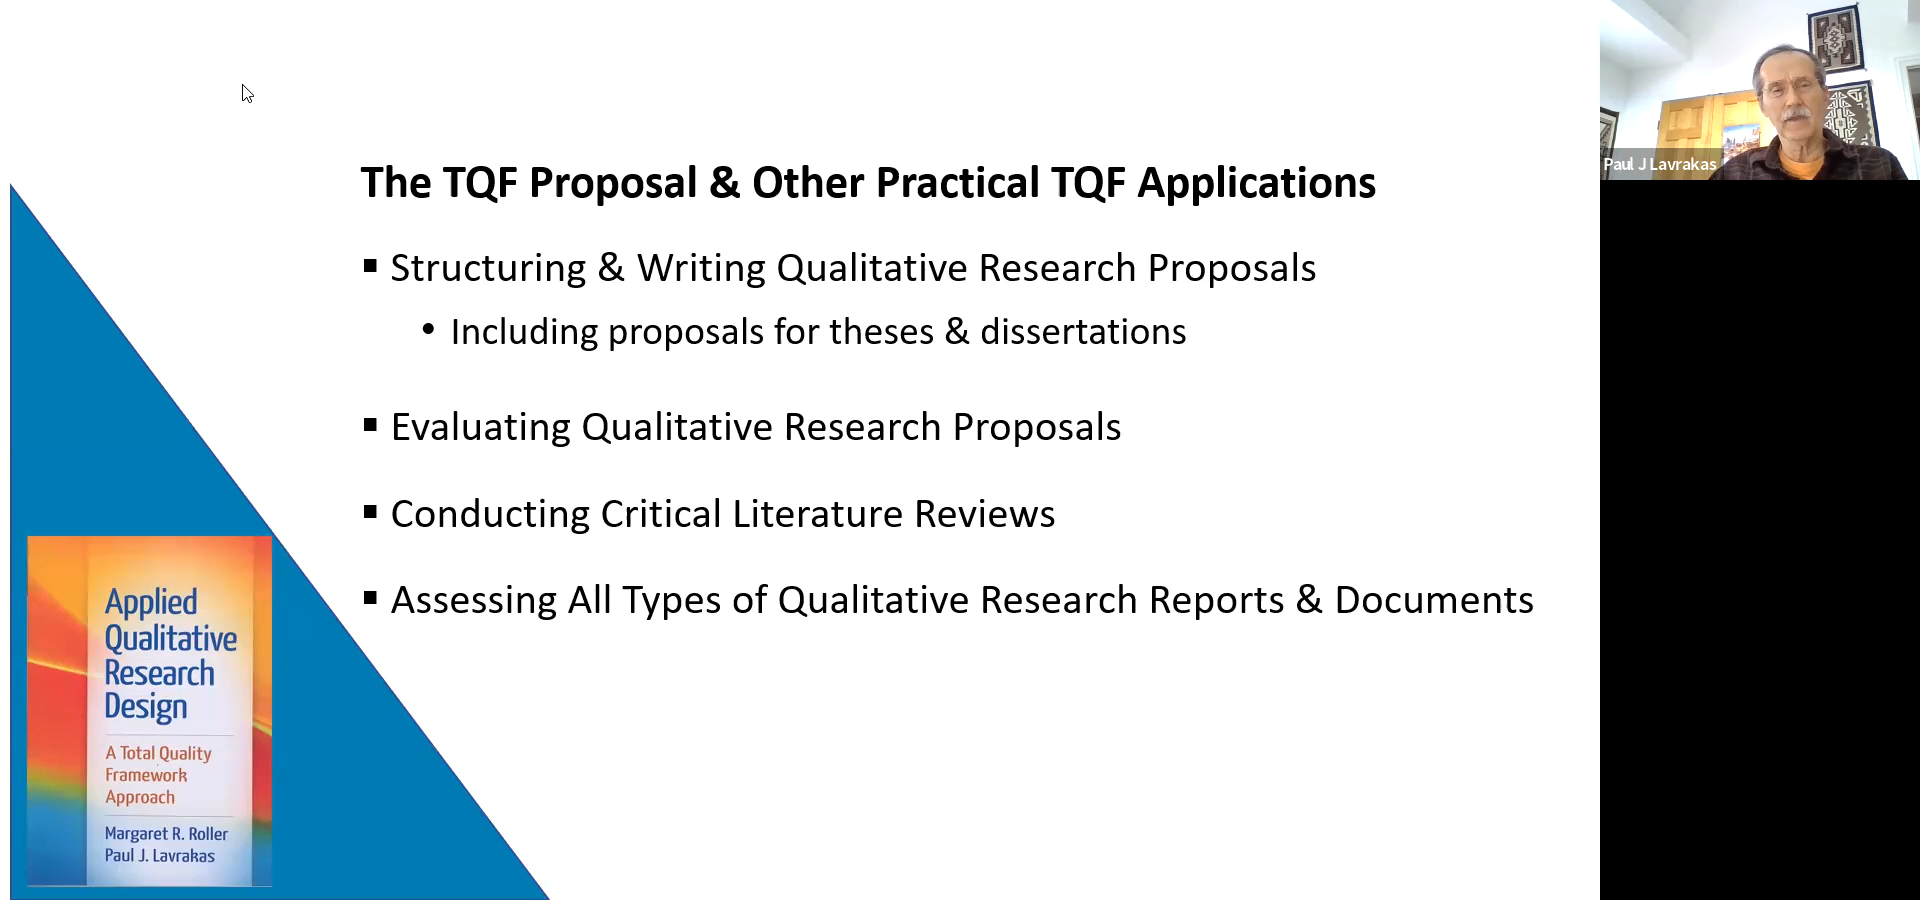 The TQF Proposal & Other Practical TQF Applications
▪ Structuring & Writing Qualitative Research Proposals
• Including proposals for theses & dissertations
▪ Evaluating Qualitative Research Proposals
▪ Conducting Critical Literature Reviews
▪ Assessing All Types of Qualitative Research Reports & Documents
Applied
Qualitative
Research
Design
A Total Quality
Framework
Approach
Margaret R. Roller
Paul J. Lavrakas
Paul J Lavrakas